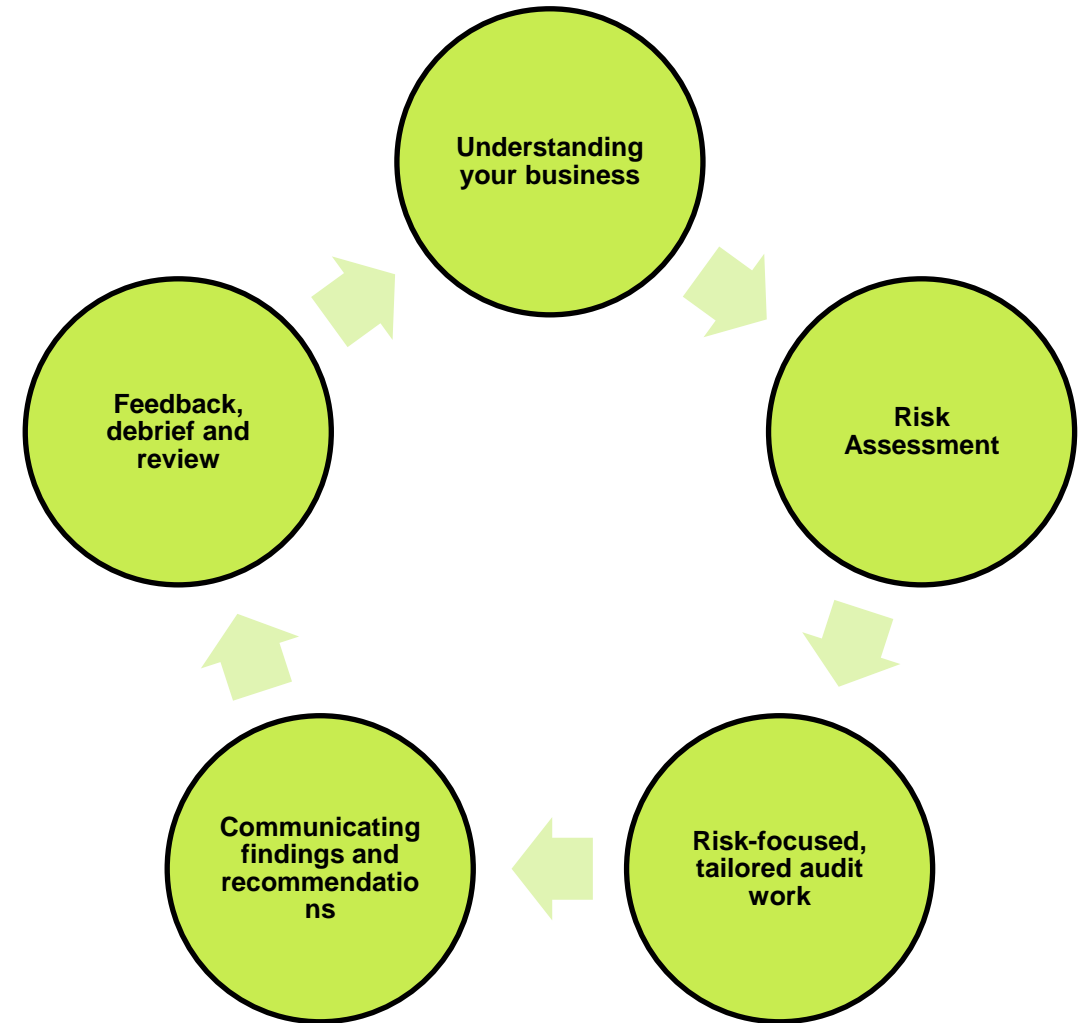 Understanding
your business
Risk
Assessment
Risk-focused,
tailored audit
work
Communicating
findings and
recommendatio
ns
Feedback,
debrief and
review